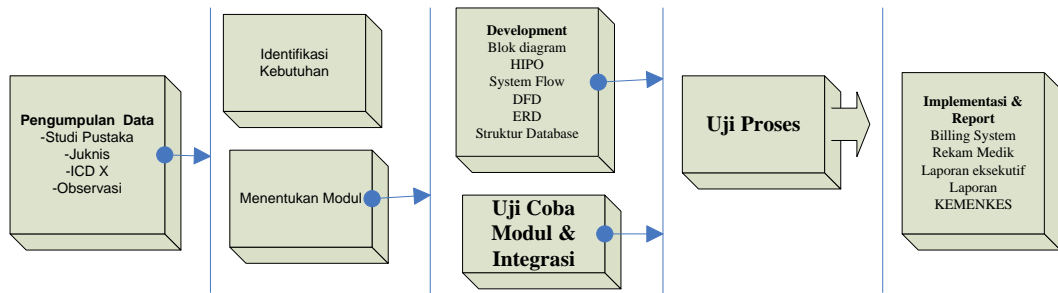 Pengumpulan Data
-Studi Pustaka
-Juknis
-ICD X
-Observasi
Identifikasi
Kebutuhan
Menentukan Modul
Development
Blok diagram
HIPO
System Flow
DFD
ERD
Struktur Database
Uji Coba
Modul &
Integrasi
Uji Proses
Implementasi &
Report
Billing System
Rekam Medik
Laporan eksekutif
Laporan
KEMENKES